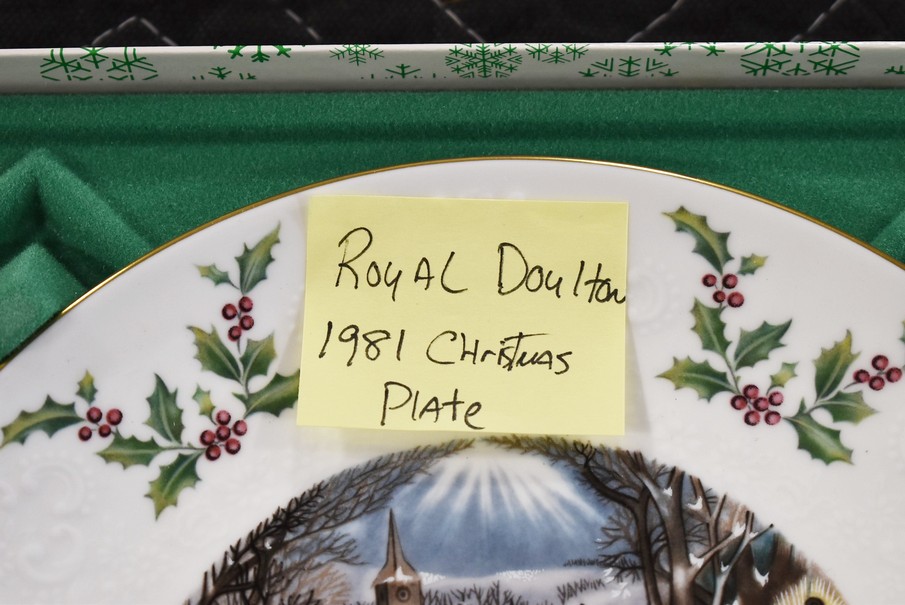 Royal Doulton
1981 Christmas
Plate